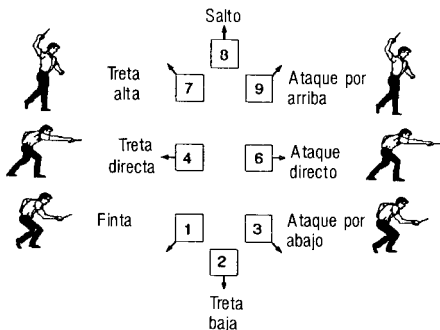 Salto
8
Treta
alta
7
9
Ataque por
arriba
Treta
directa
4
6
Ataque
directo
Finta
1
3
Ataque por
abajo
2
Treta
baja